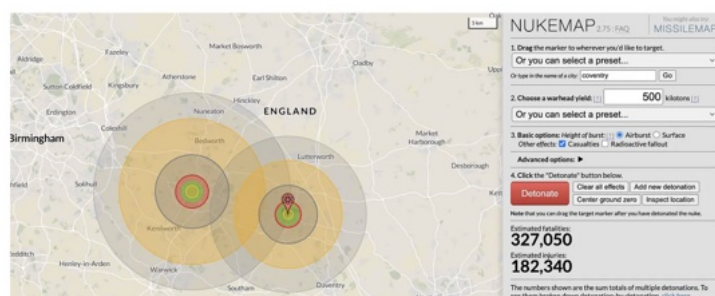 1 km
Aldridge
Fazeley
Market Bosworth
Oadby
Sutton Coldfield
Kingsbury
Atherstone
Earl Shilton
Erdington
Hinckley
Nuneaton
ENGLAND
Coleshill
Birmingham
Bedworth
Market
Harborough
Lutterworth
Desborough
Solihull
Kenilworth
Redditch
Henley-in-Arden
Warwick
Southam
Daventry
NUKEMAP 2.75 : FAQ
You might also try:
MISSILEMAP
1. Drag the marker to wherever you'd like to target.
Or you can select a preset...
Or type in the name of a city: coventry Go
2. Choose a warhead yield: [?] 500 kilotons [?]
Or you can select a preset...
3. Basic options: Height of burst: [?] Airburst Surface
Other effects: Casualties Radioactive fallout
Advanced options: ▶
4. Click the "Detonate" button below.
Detonate
Clear all effects Add new detonation
Center ground zero Inspect location
Note that you can drag the target marker after you have detonated the nuke.
Estimated fatalities:
327,050
Estimated injuries:
182,340
The numbers shown are the sum totals of multiple detonations. To